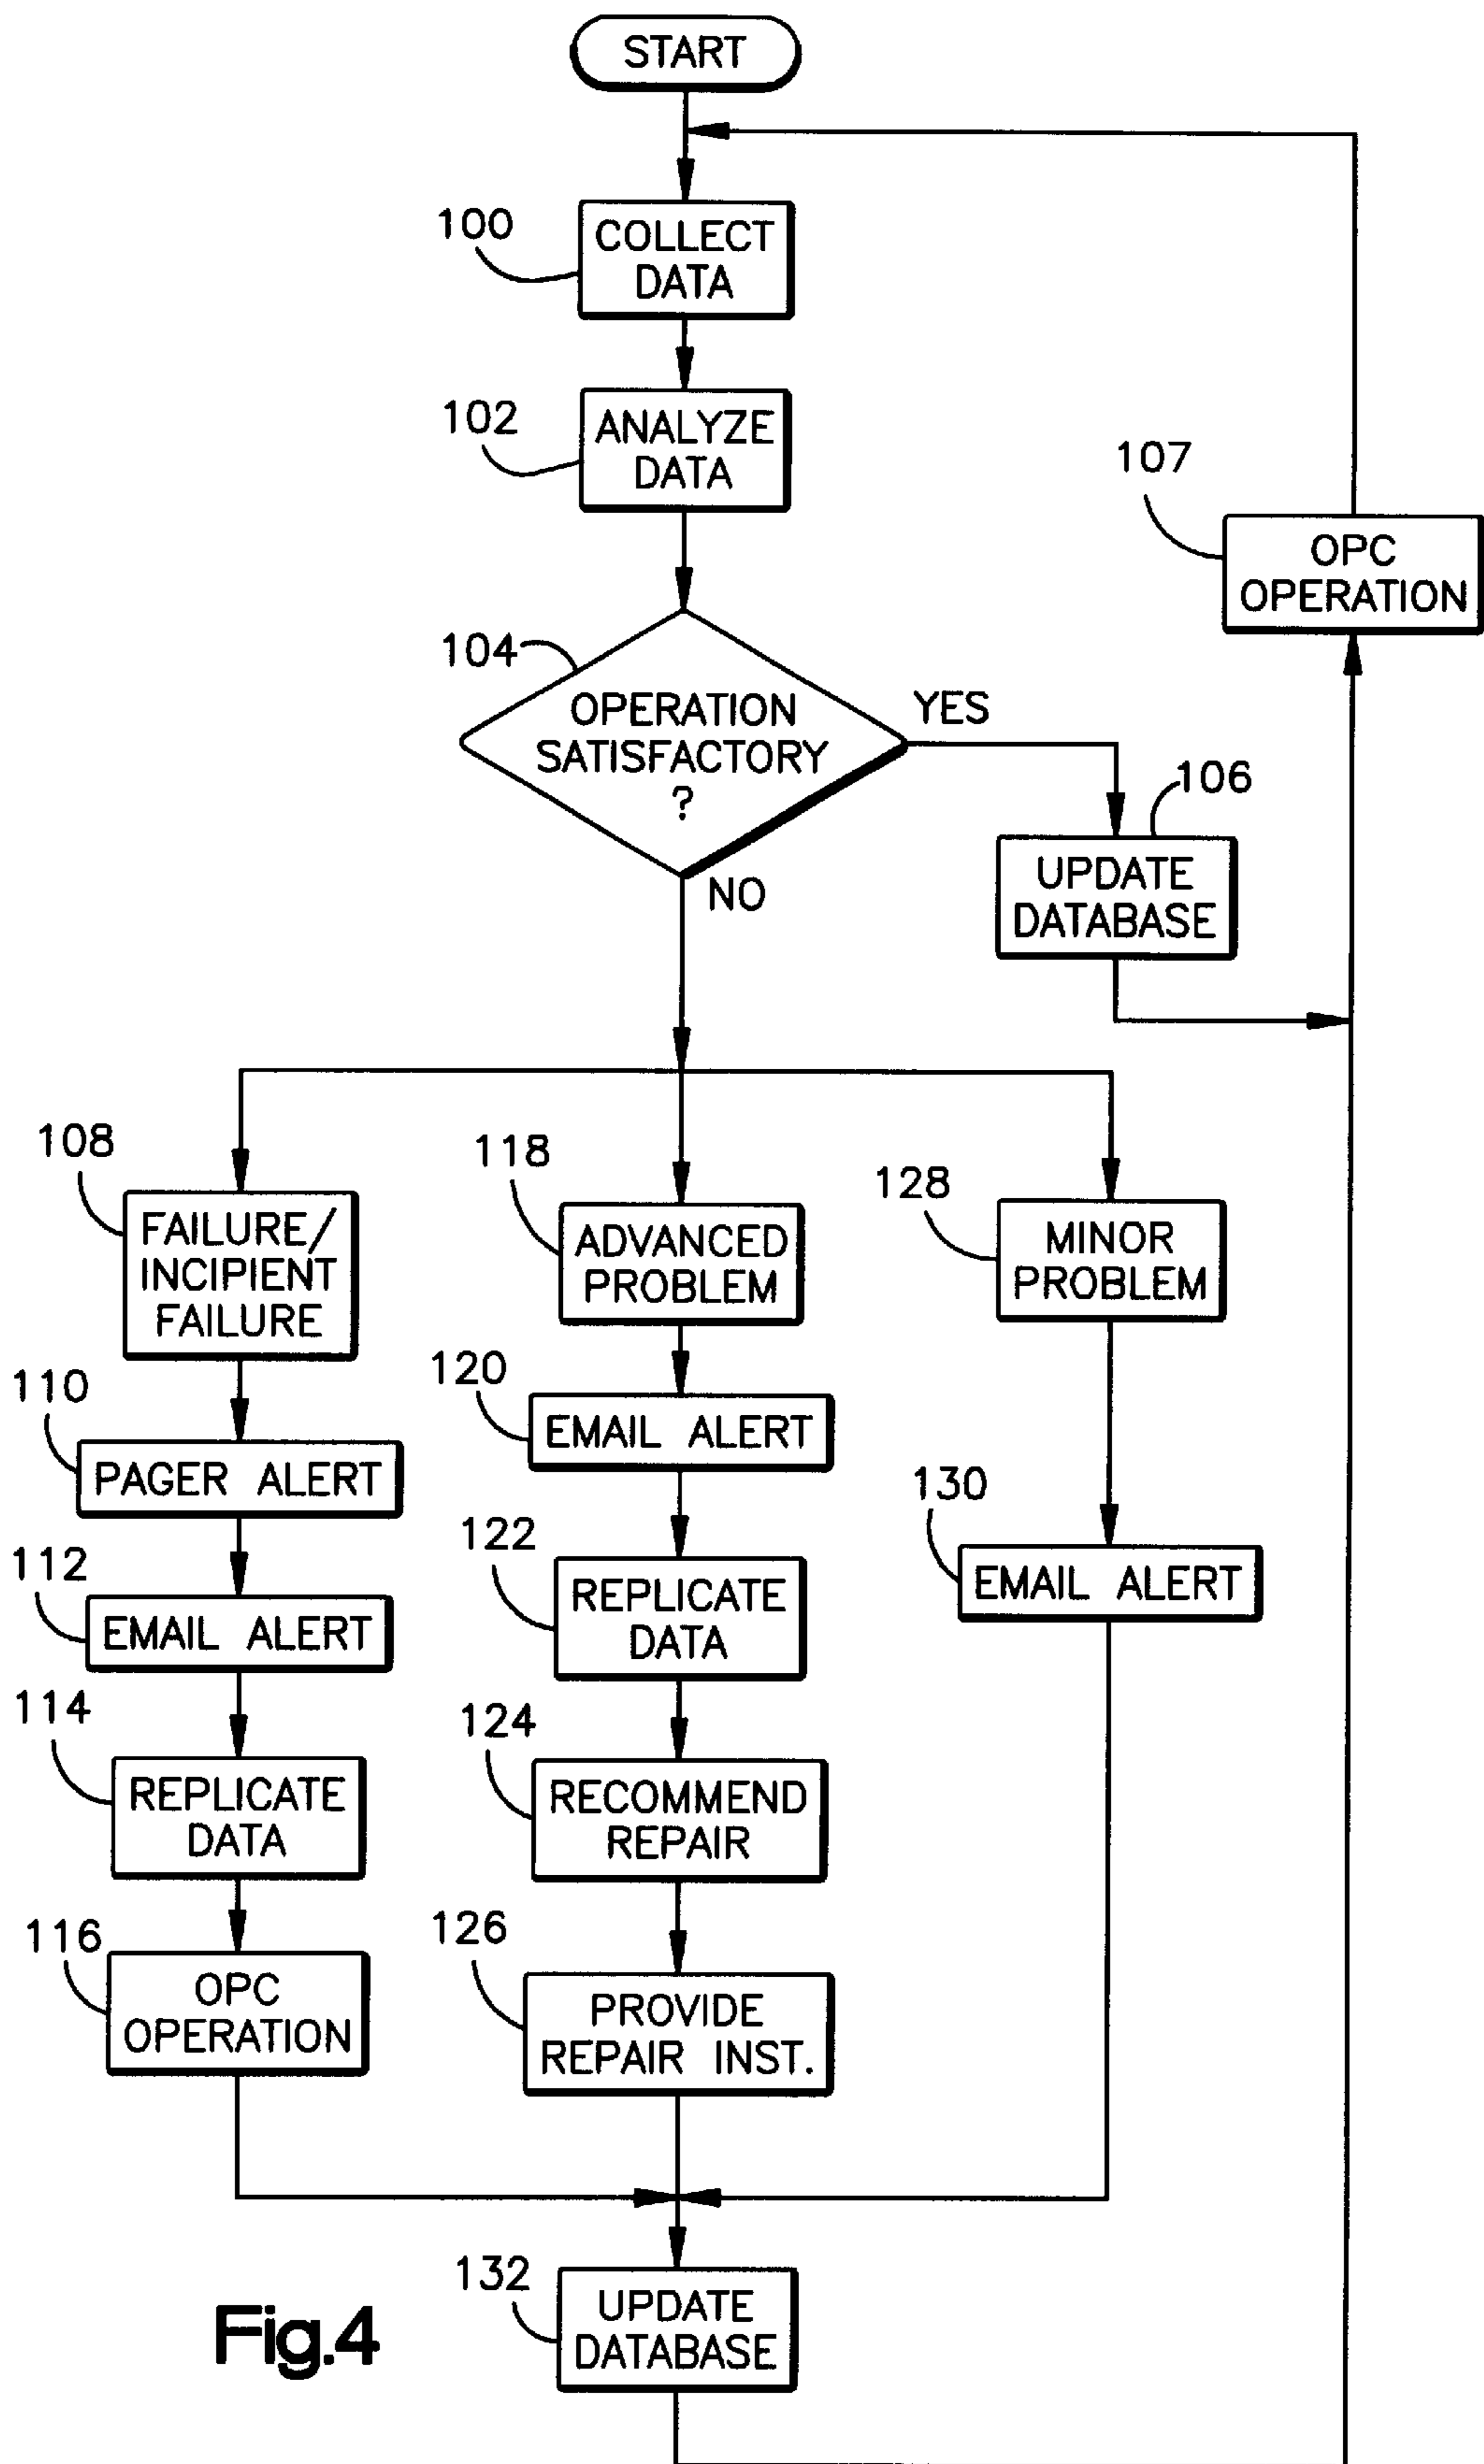 START
100
COLLECT
DATA
102
ANALYZE
DATA
107
OPC
OPERATION
104
OPERATION
SATISFACTORY
?
YES
NO
106
UPDATE
DATABASE
108
FAILURE/
INCIPIENT
FAILURE
110
PAGER ALERT
112
EMAIL ALERT
114
REPLICATE
DATA
116
OPC
OPERATION
118
ADVANCED
PROBLEM
120
EMAIL ALERT
122
REPLICATE
DATA
124
RECOMMEND
REPAIR
126
PROVIDE
REPAIR INST.
128
MINOR
PROBLEM
130
EMAIL ALERT
132
UPDATE
DATABASE
Fig.4